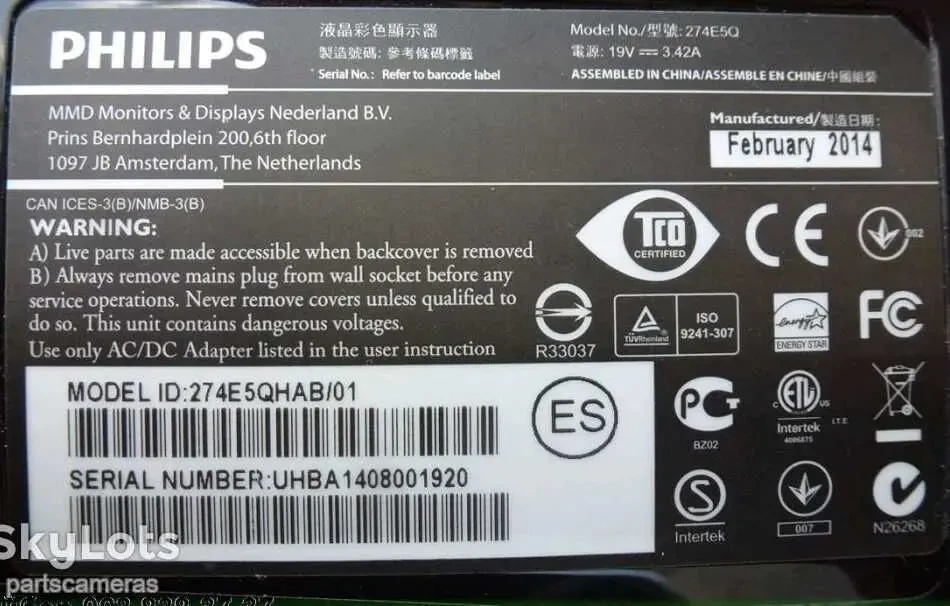 PHILIPS
液晶彩色顯示器
製造號碼: 參考條碼標籤
Serial No.: Refer to barcode label
Model No./型號: 274E5Q
電源: 19V ⎓ 3.42A
ASSEMBLED IN CHINA/ASSEMBLE EN CHINE/中國組裝
MMD Monitors & Displays Nederland B.V.
Prins Bernhardplein 200,6th floor
1097 JB Amsterdam, The Netherlands
Manufactured/製造日期:
February 2014
CAN ICES-3(B)/NMB-3(B)
WARNING:
A) Live parts are made accessible when backcover is removed
B) Always remove mains plug from wall socket before any
service operations. Never remove covers unless qualified to
do so. This unit contains dangerous voltages.
Use only AC/DC Adapter listed in the user instruction
TCO
CERTIFIED
CE
002
R33037
TÜVRheinland
ISO
9241-307
energy
ENERGY STAR
FC
MODEL ID:274E5QHAB/01
SERIAL NUMBER:UHBA1408001920
ES
PCT
BZ02
ETL
C US
Intertek
4006875
I.T.E.
S
Intertek
007
N26268
SkyLots
partscameras